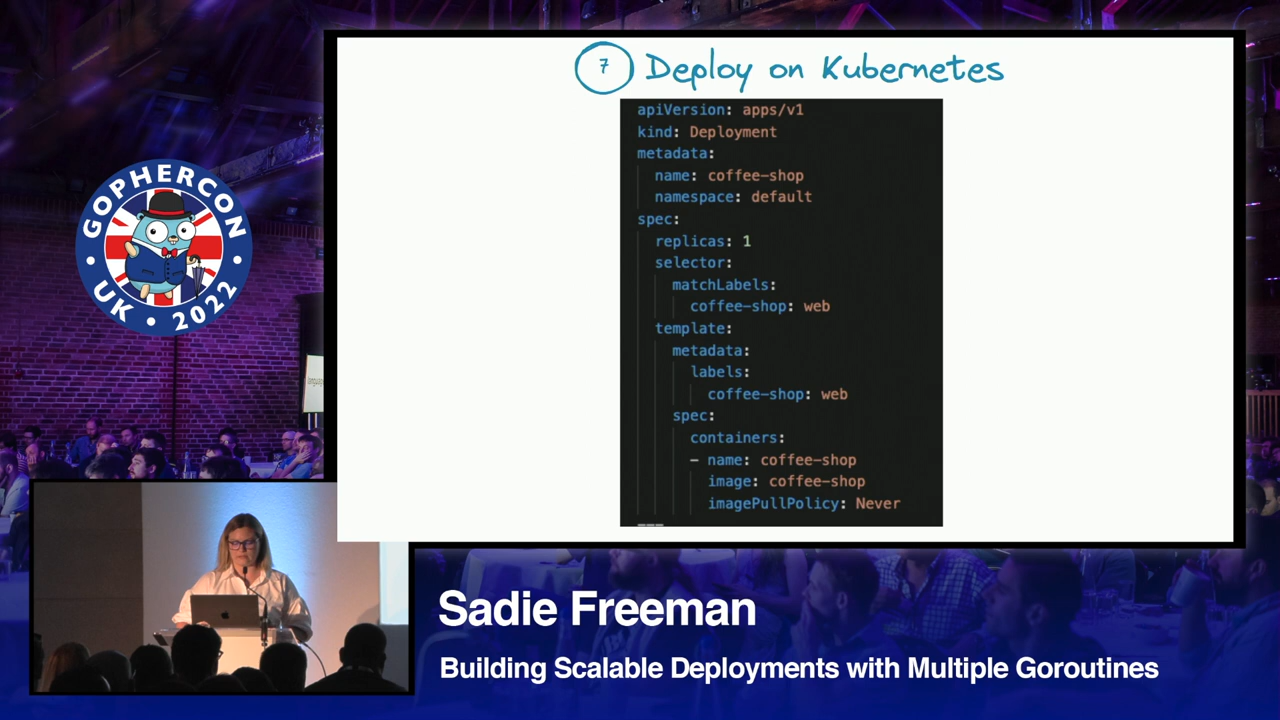 GOPHERCON
UK • 2022
7 Deploy on Kubernetes
apiVersion: apps/v1
kind: Deployment
metadata:
  name: coffee-shop
  namespace: default
spec:
  replicas: 1
  selector:
    matchLabels:
      coffee-shop: web
  template:
    metadata:
      labels:
        coffee-shop: web
    spec:
      containers:
      - name: coffee-shop
        image: coffee-shop
        imagePullPolicy: Never
---
Sadie Freeman
Building Scalable Deployments with Multiple Goroutines